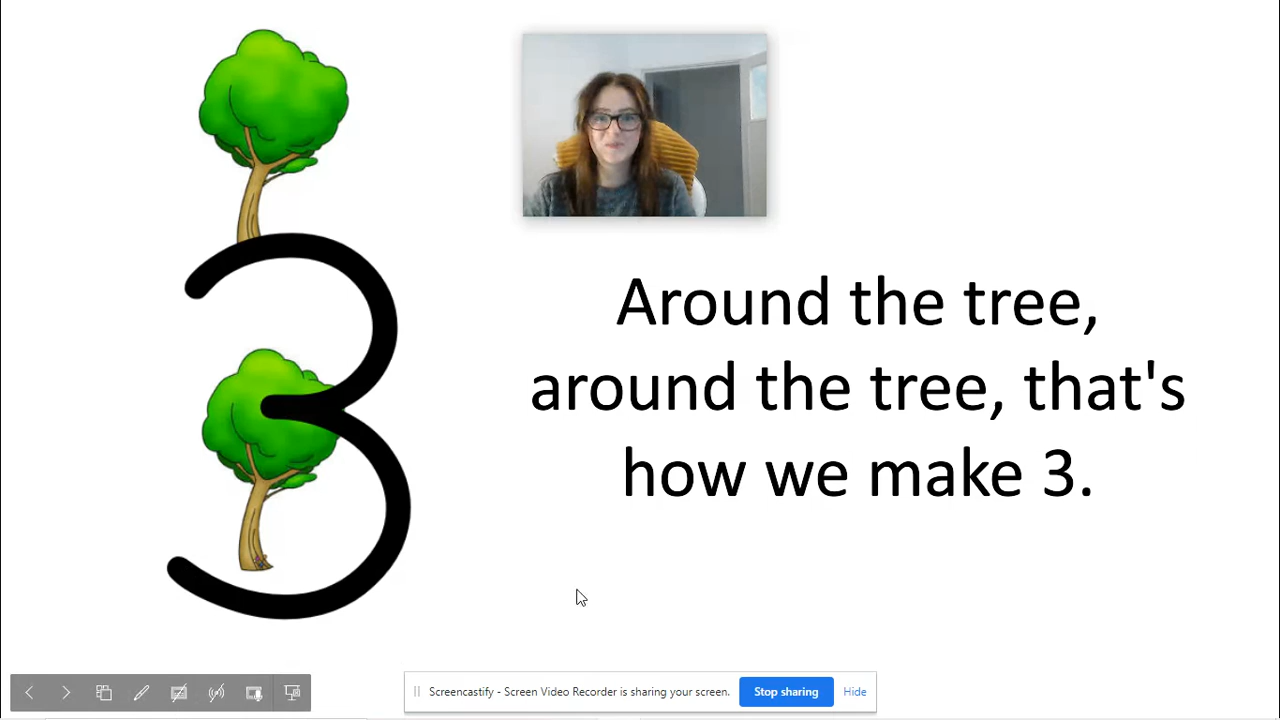 Around the tree,
around the tree, that's
how we make 3.
3
Screencastify - Screen Video Recorder is sharing your screen.
Stop sharing
Hide